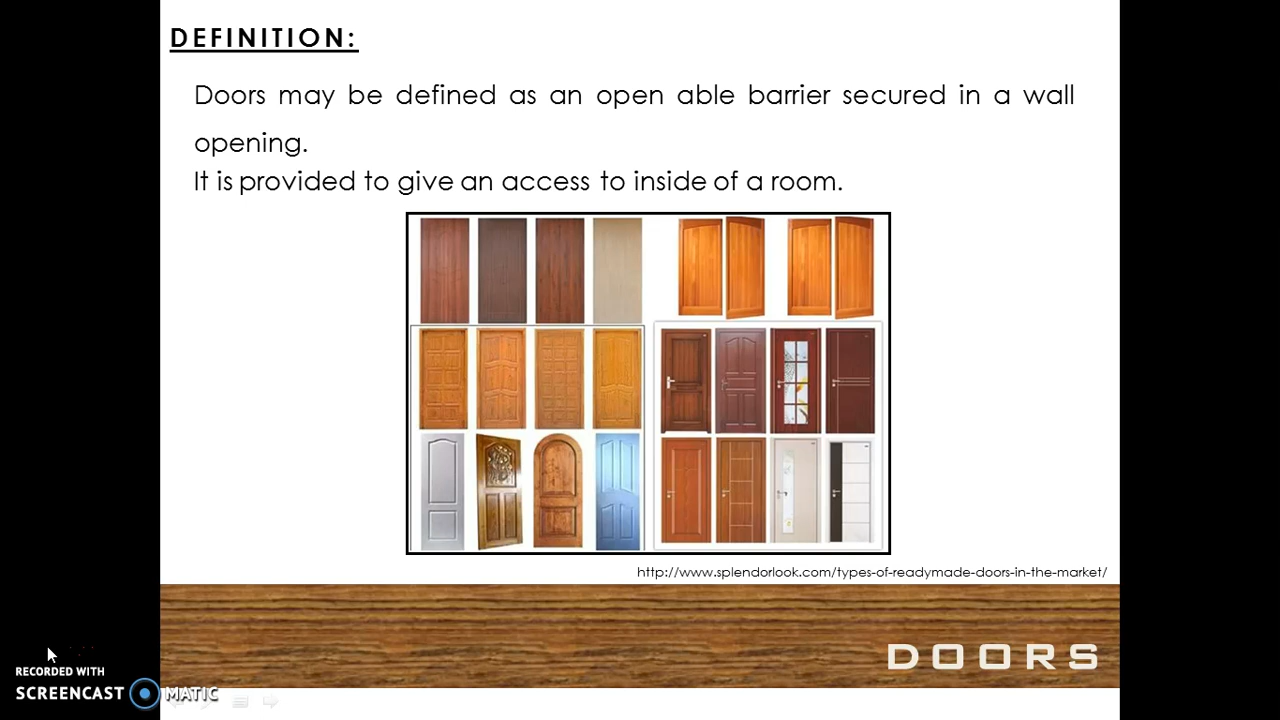 DEFINITION:
Doors may be defined as an open able barrier secured in a wall
opening.
It is provided to give an access to inside of a room.
http://www.splendorlook.com/types-of-readymade-doors-in-the-market/
DOORS
RECORDED WITH
SCREENCAST MATIC